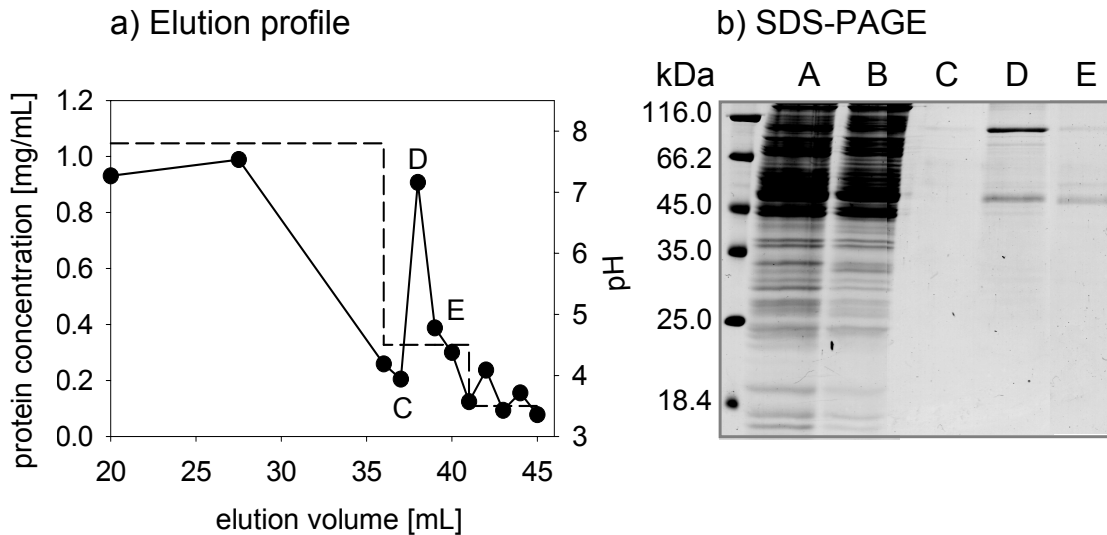 a) Elution profile
b) SDS-PAGE
protein concentration [mg/mL]
1.2
1.0
0.8
0.6
0.4
0.2
0.0
D
E
C
8
7
6
5
4
3
pH
20 25 30 35 40 45
elution volume [mL]
kDa A B C D E
116.0
66.2
45.0
35.0
25.0
18.4